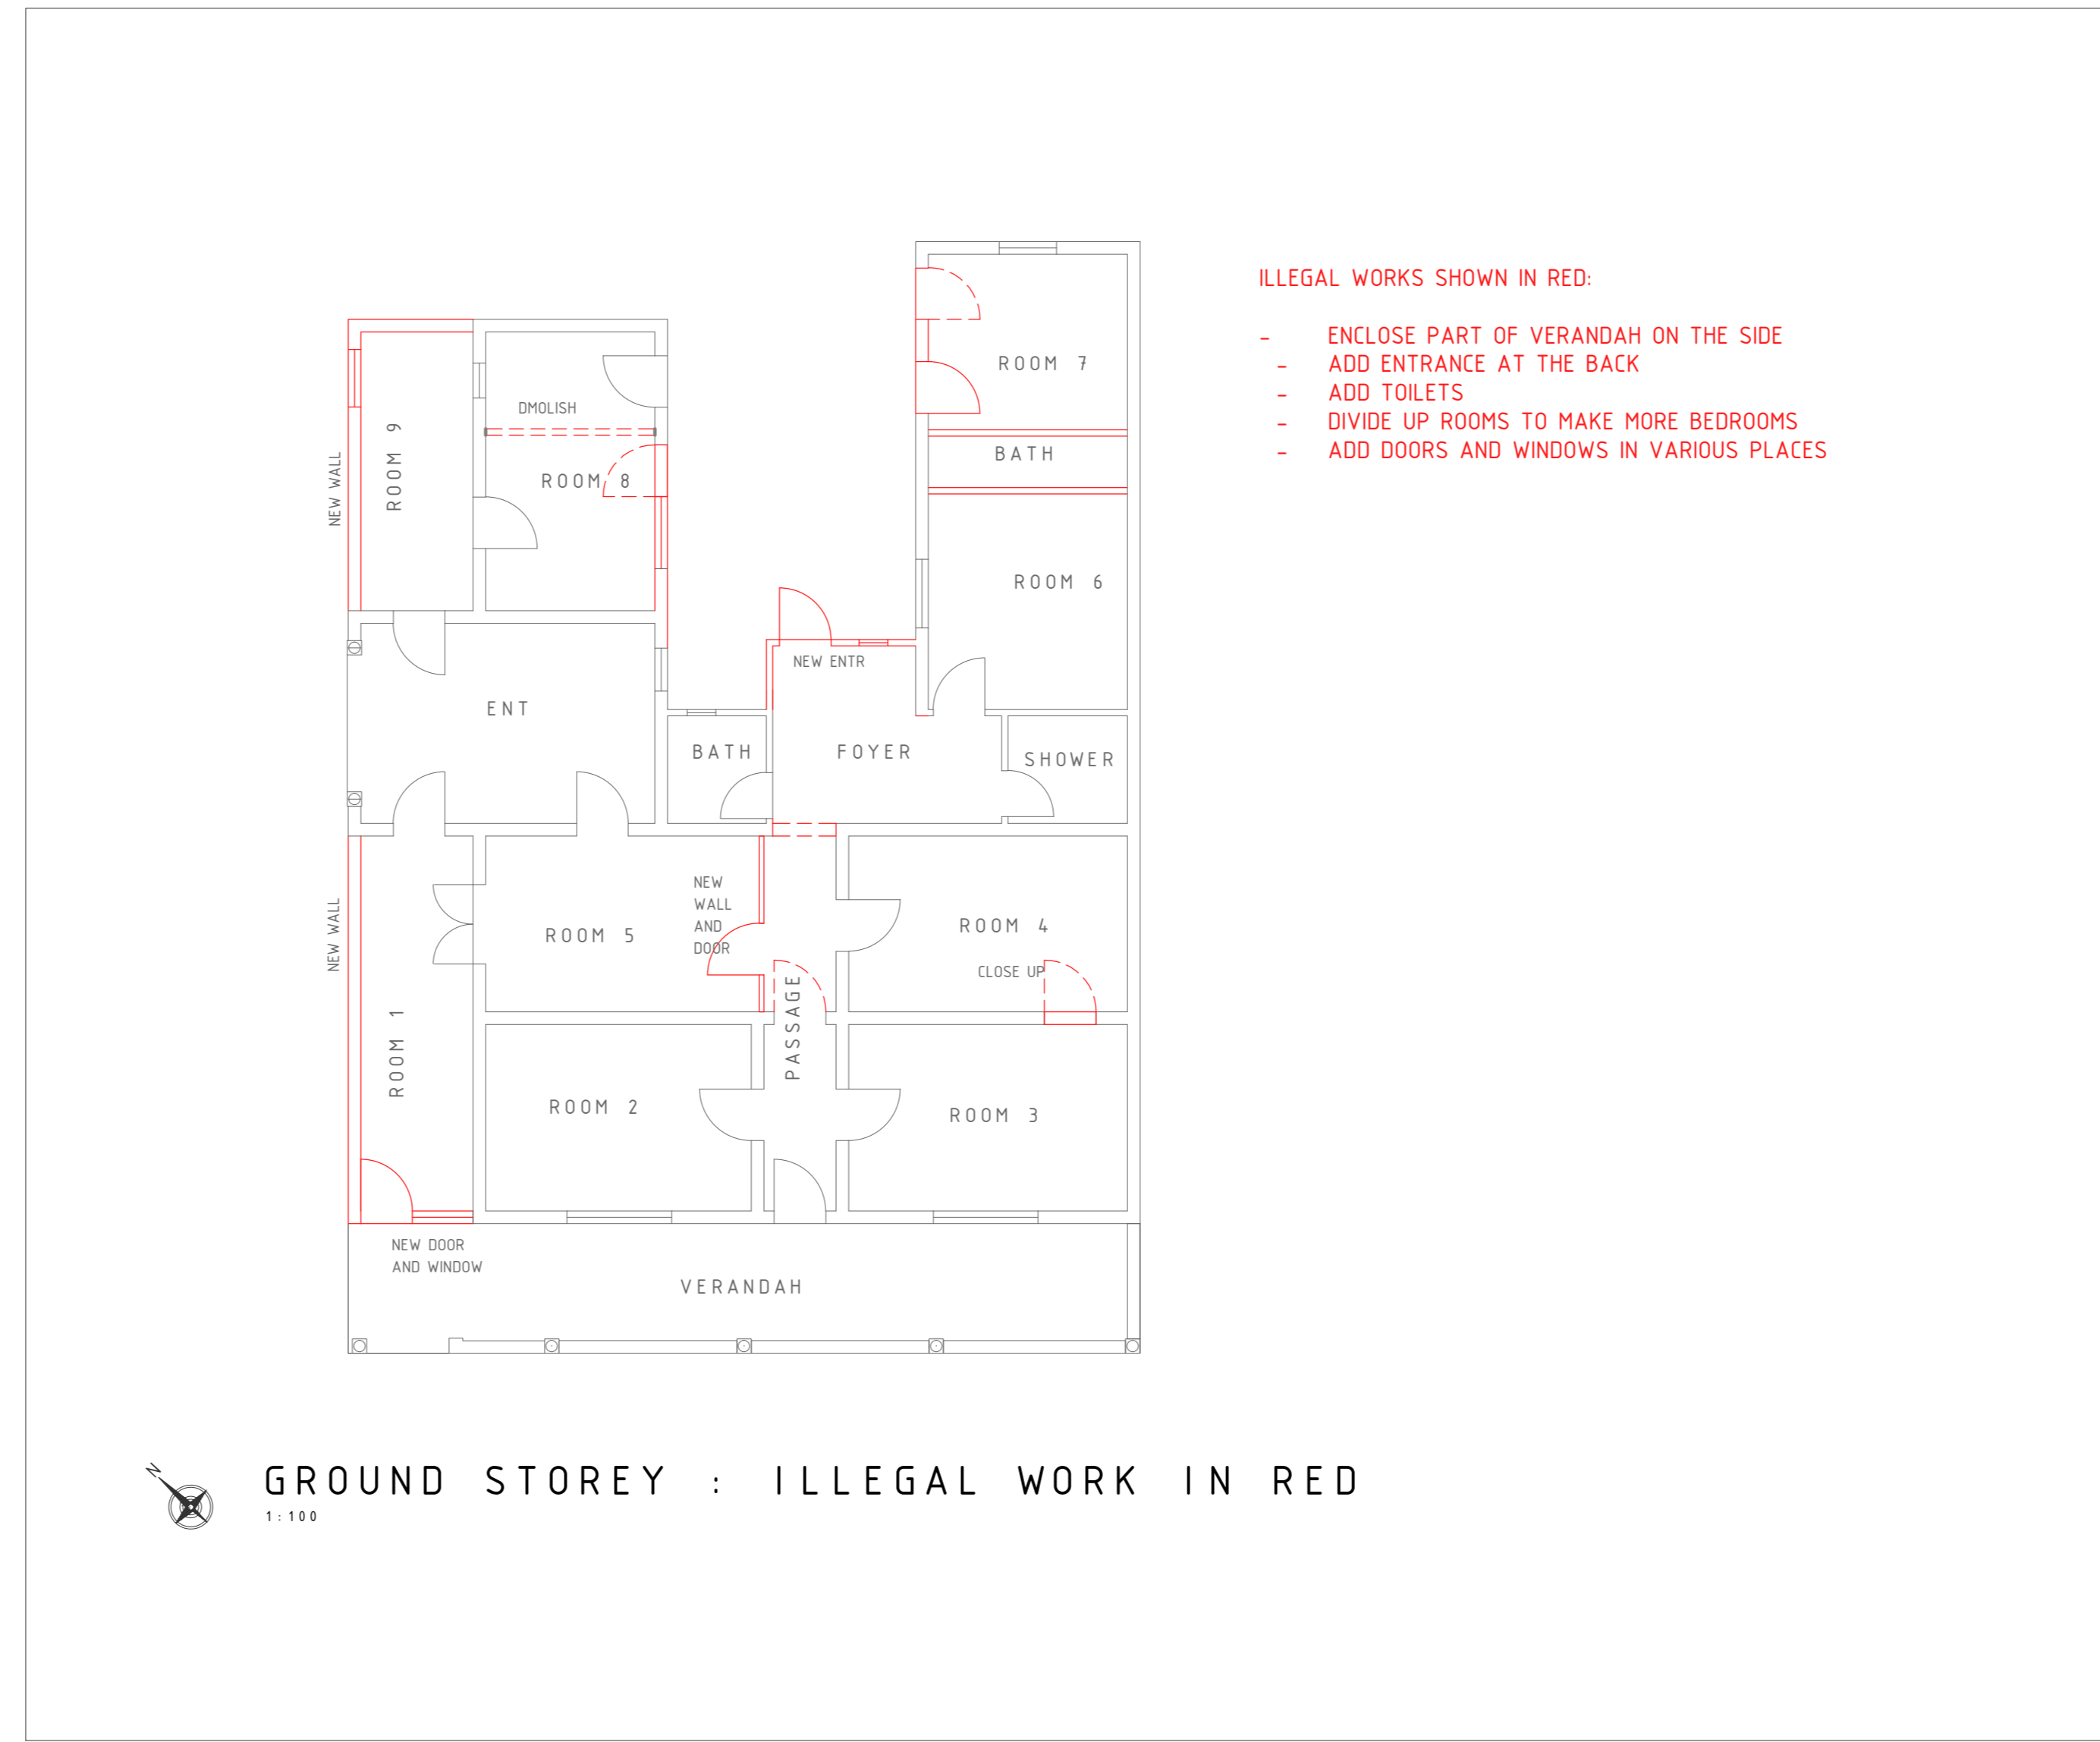 ILLEGAL WORKS SHOWN IN RED:
- ENCLOSE PART OF VERANDAH ON THE SIDE
- ADD ENTRANCE AT THE BACK
- ADD TOILETS
- DIVIDE UP ROOMS TO MAKE MORE BEDROOMS
- ADD DOORS AND WINDOWS IN VARIOUS PLACES
ROOM 7
DMOLISH
ROOM 9
NEW WALL
ROOM 8
BATH
ROOM 6
NEW ENTR
ENT
BATH
FOYER
SHOWER
NEW
WALL
AND
DOOR
NEW WALL
ROOM 5
ROOM 4
CLOSE UP
PASSAGE
ROOM 1
ROOM 2
ROOM 3
NEW DOOR
AND WINDOW
VERANDAH
N
GROUND STOREY : ILLEGAL WORK IN RED
1:100